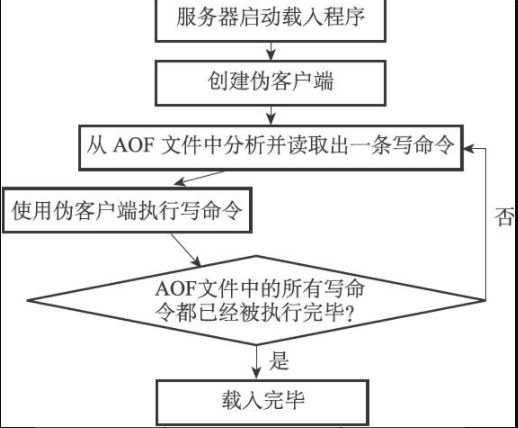 服务器启动载入程序
创建伪客户端
从 AOF 文件中分析并读取出一条写命令
使用伪客户端执行写命令
否
AOF文件中的所有写命
令都已经被执行完毕?
是
载入完毕